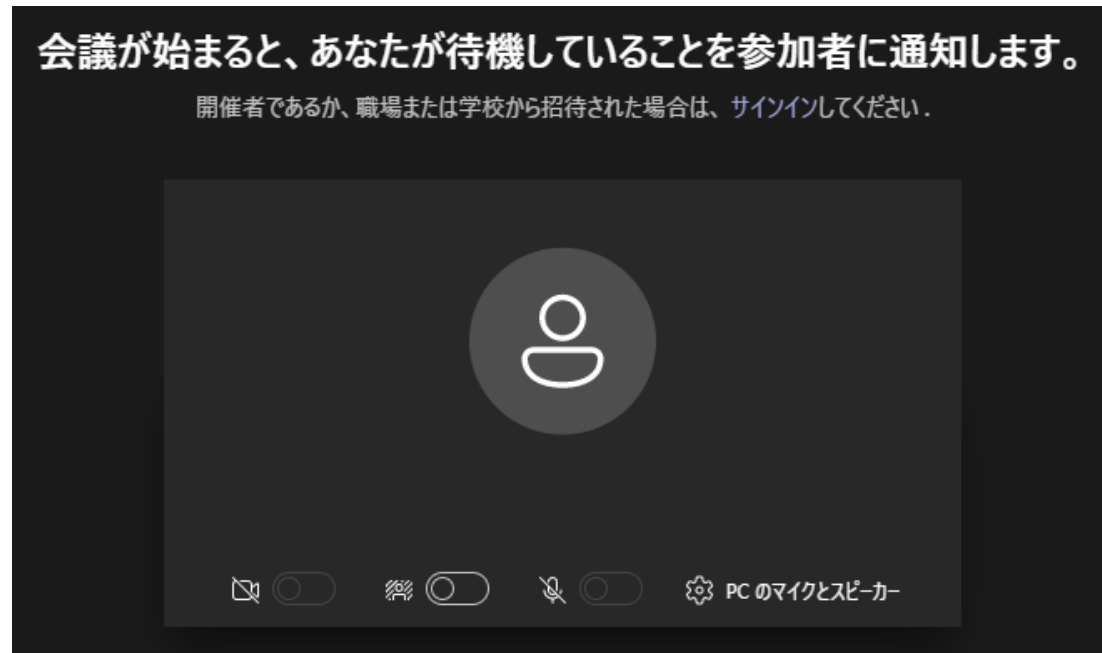 会議が始まると、あなたが待機していることを参加者に通知します。
開催者であるか、職場または学校から招待された場合は、サインインしてください.
PC のマイクとスピーカー